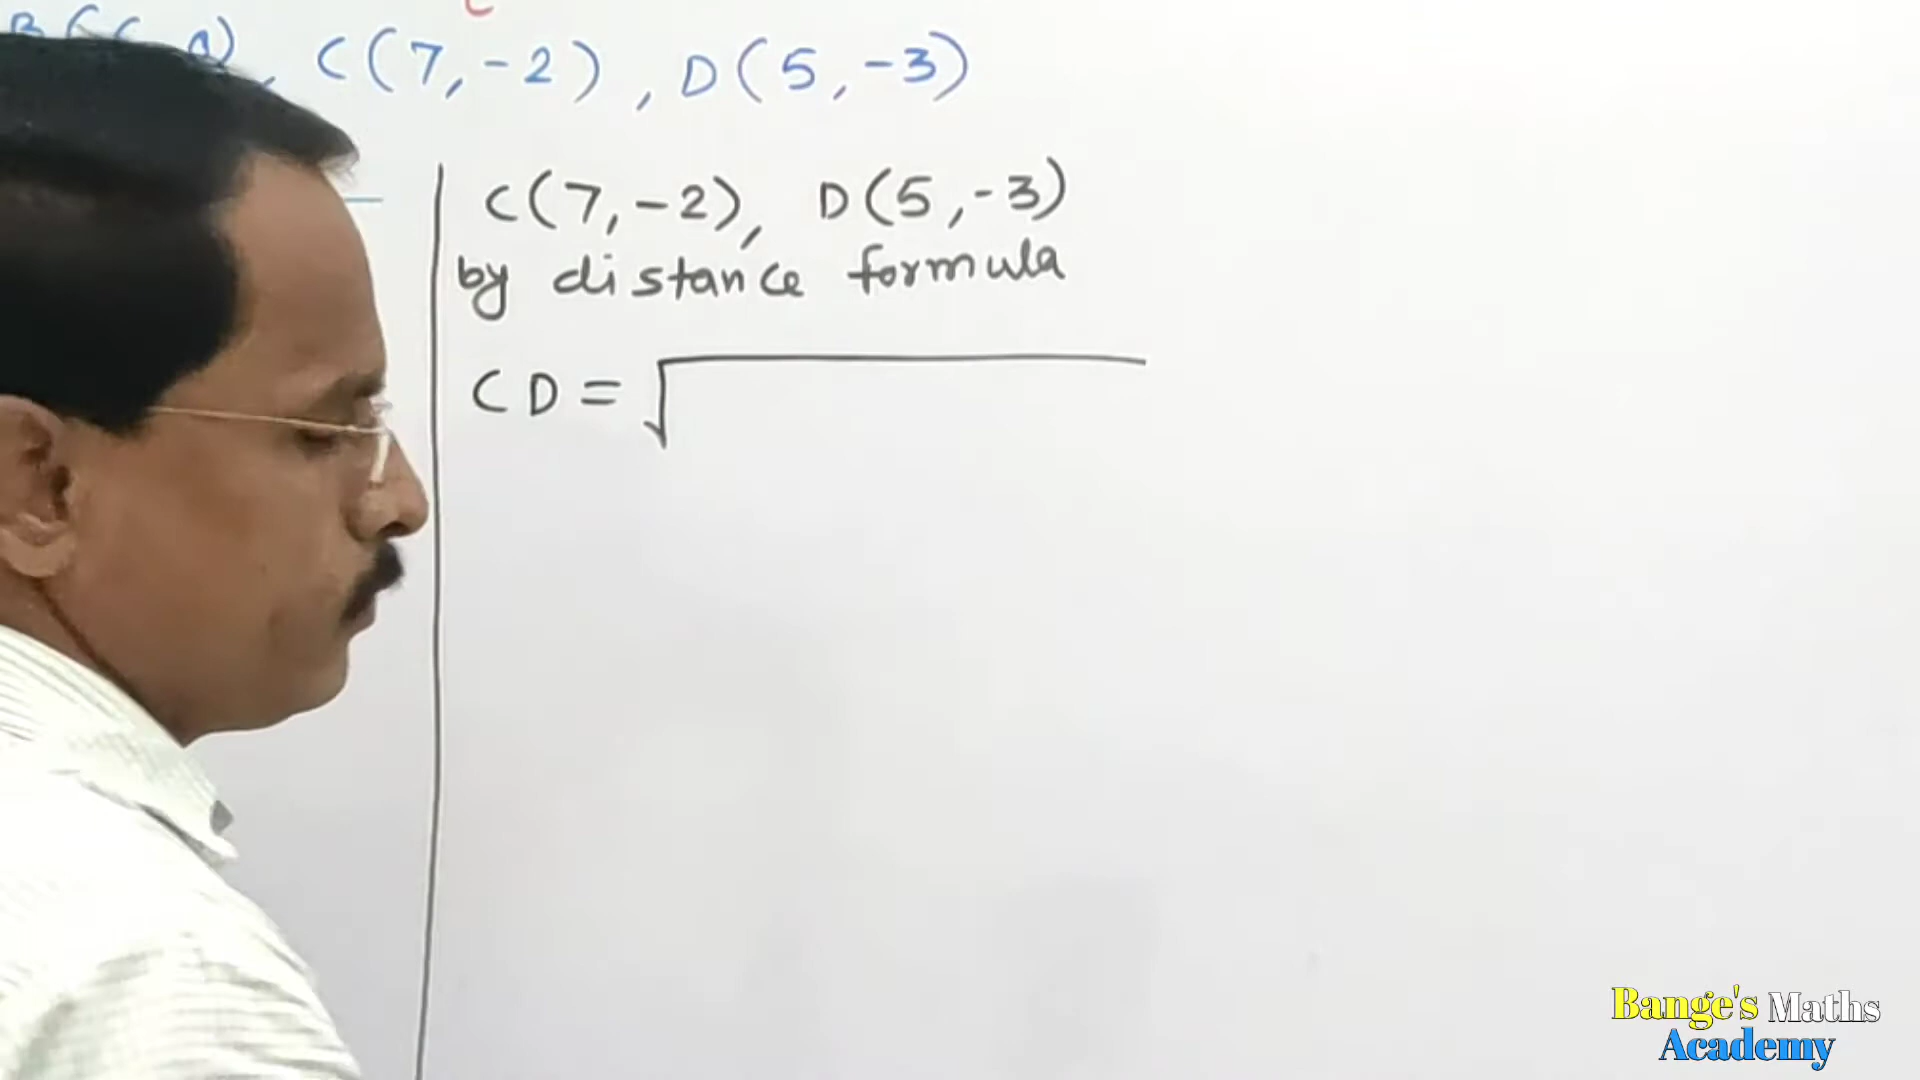 C(7,-2), D(5,-3)
C(7,-2), D(5,-3)
by distance formula
CD = √
Bange's Maths
Academy